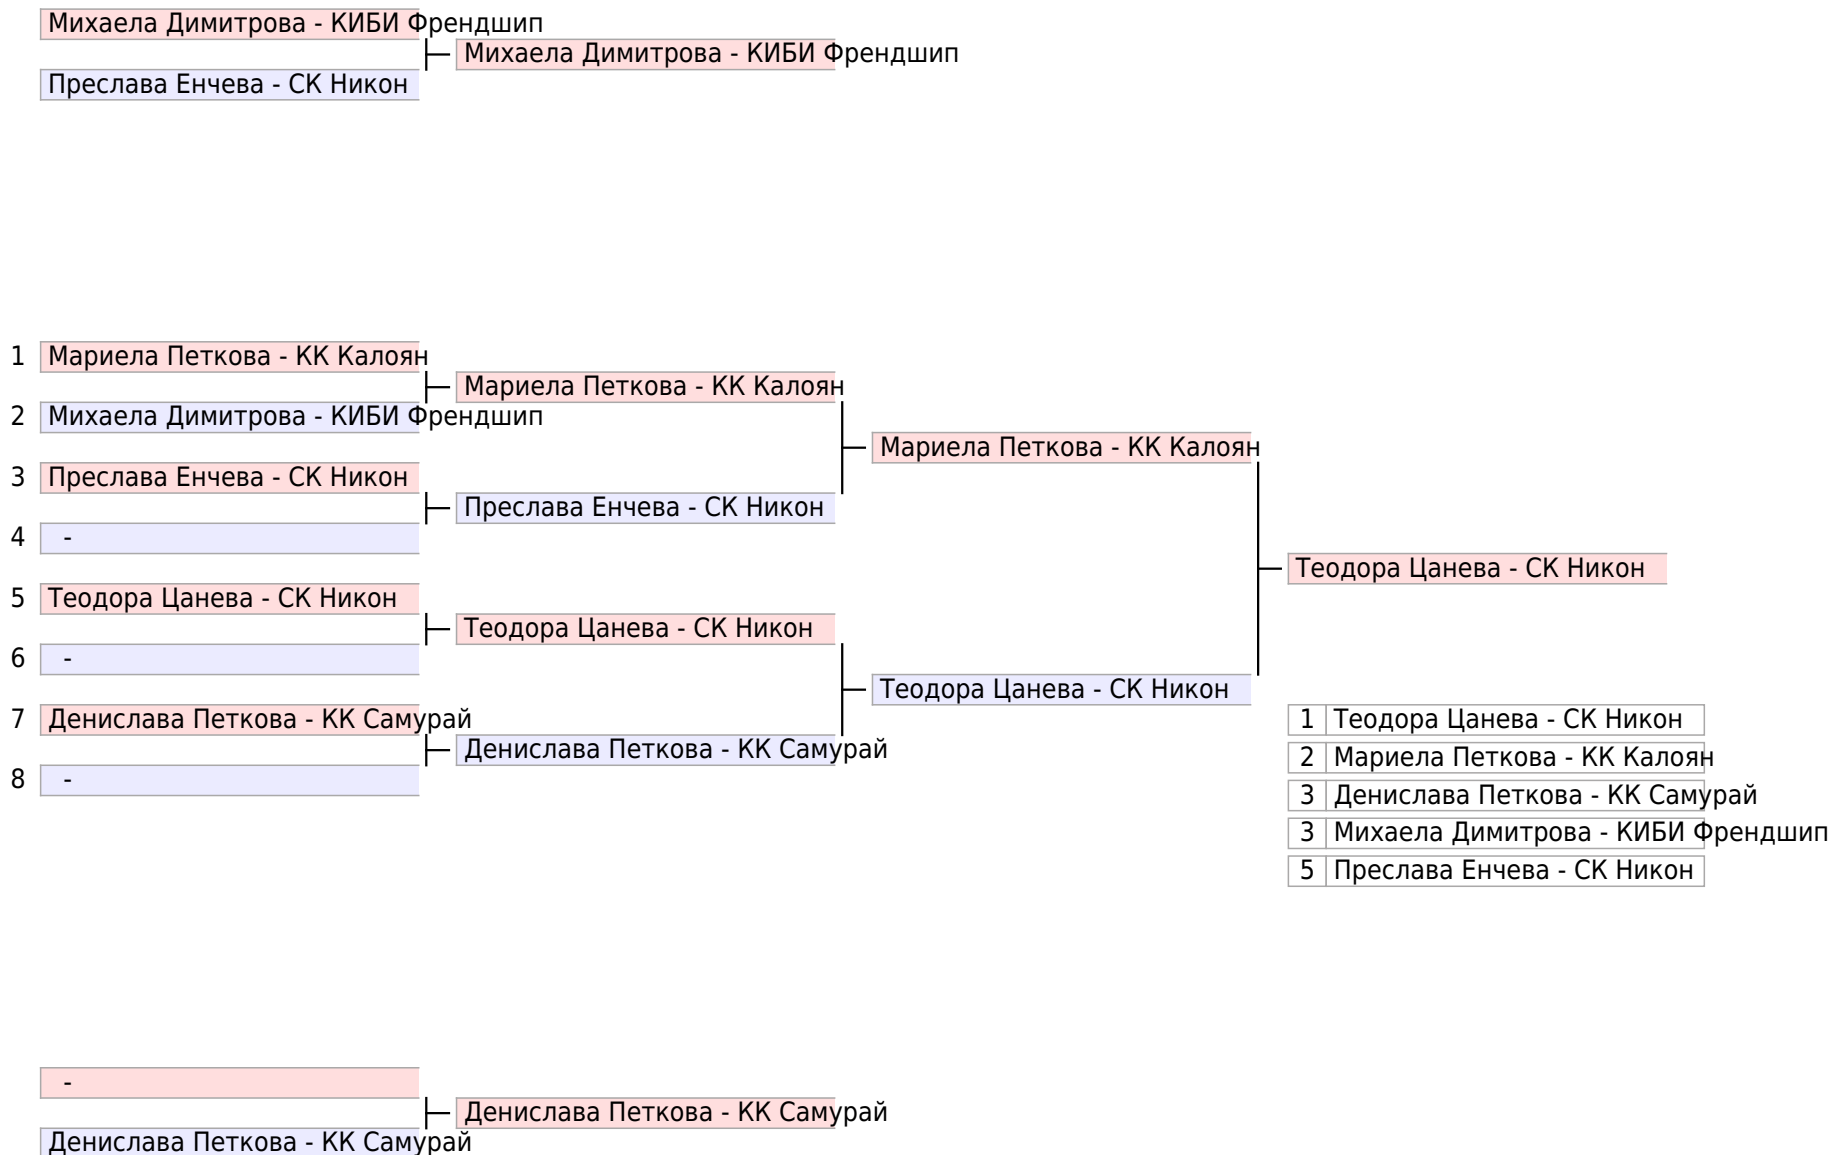 Михаела Димитрова - КИБИ Френдшип
Михаела Димитрова - КИБИ Френдшип
Преслава Енчева - СК Никон
1 Мариела Петкова - КК Калоян
Мариела Петкова - КК Калоян
2 Михаела Димитрова - КИБИ Френдшип
Мариела Петкова - КК Калоян
3 Преслава Енчева - СК Никон
Преслава Енчева - СК Никон
4 -
Теодора Цанева - СК Никон
5 Теодора Цанева - СК Никон
Теодора Цанева - СК Никон
6 -
Теодора Цанева - СК Никон
7 Денислава Петкова - КК Самурай
Денислава Петкова - КК Самурай
8 -
1 Теодора Цанева - СК Никон
2 Мариела Петкова - КК Калоян
3 Денислава Петкова - КК Самурай
3 Михаела Димитрова - КИБИ Френдшип
5 Преслава Енчева - СК Никон
-
Денислава Петкова - КК Самурай
Денислава Петкова - КК Самурай